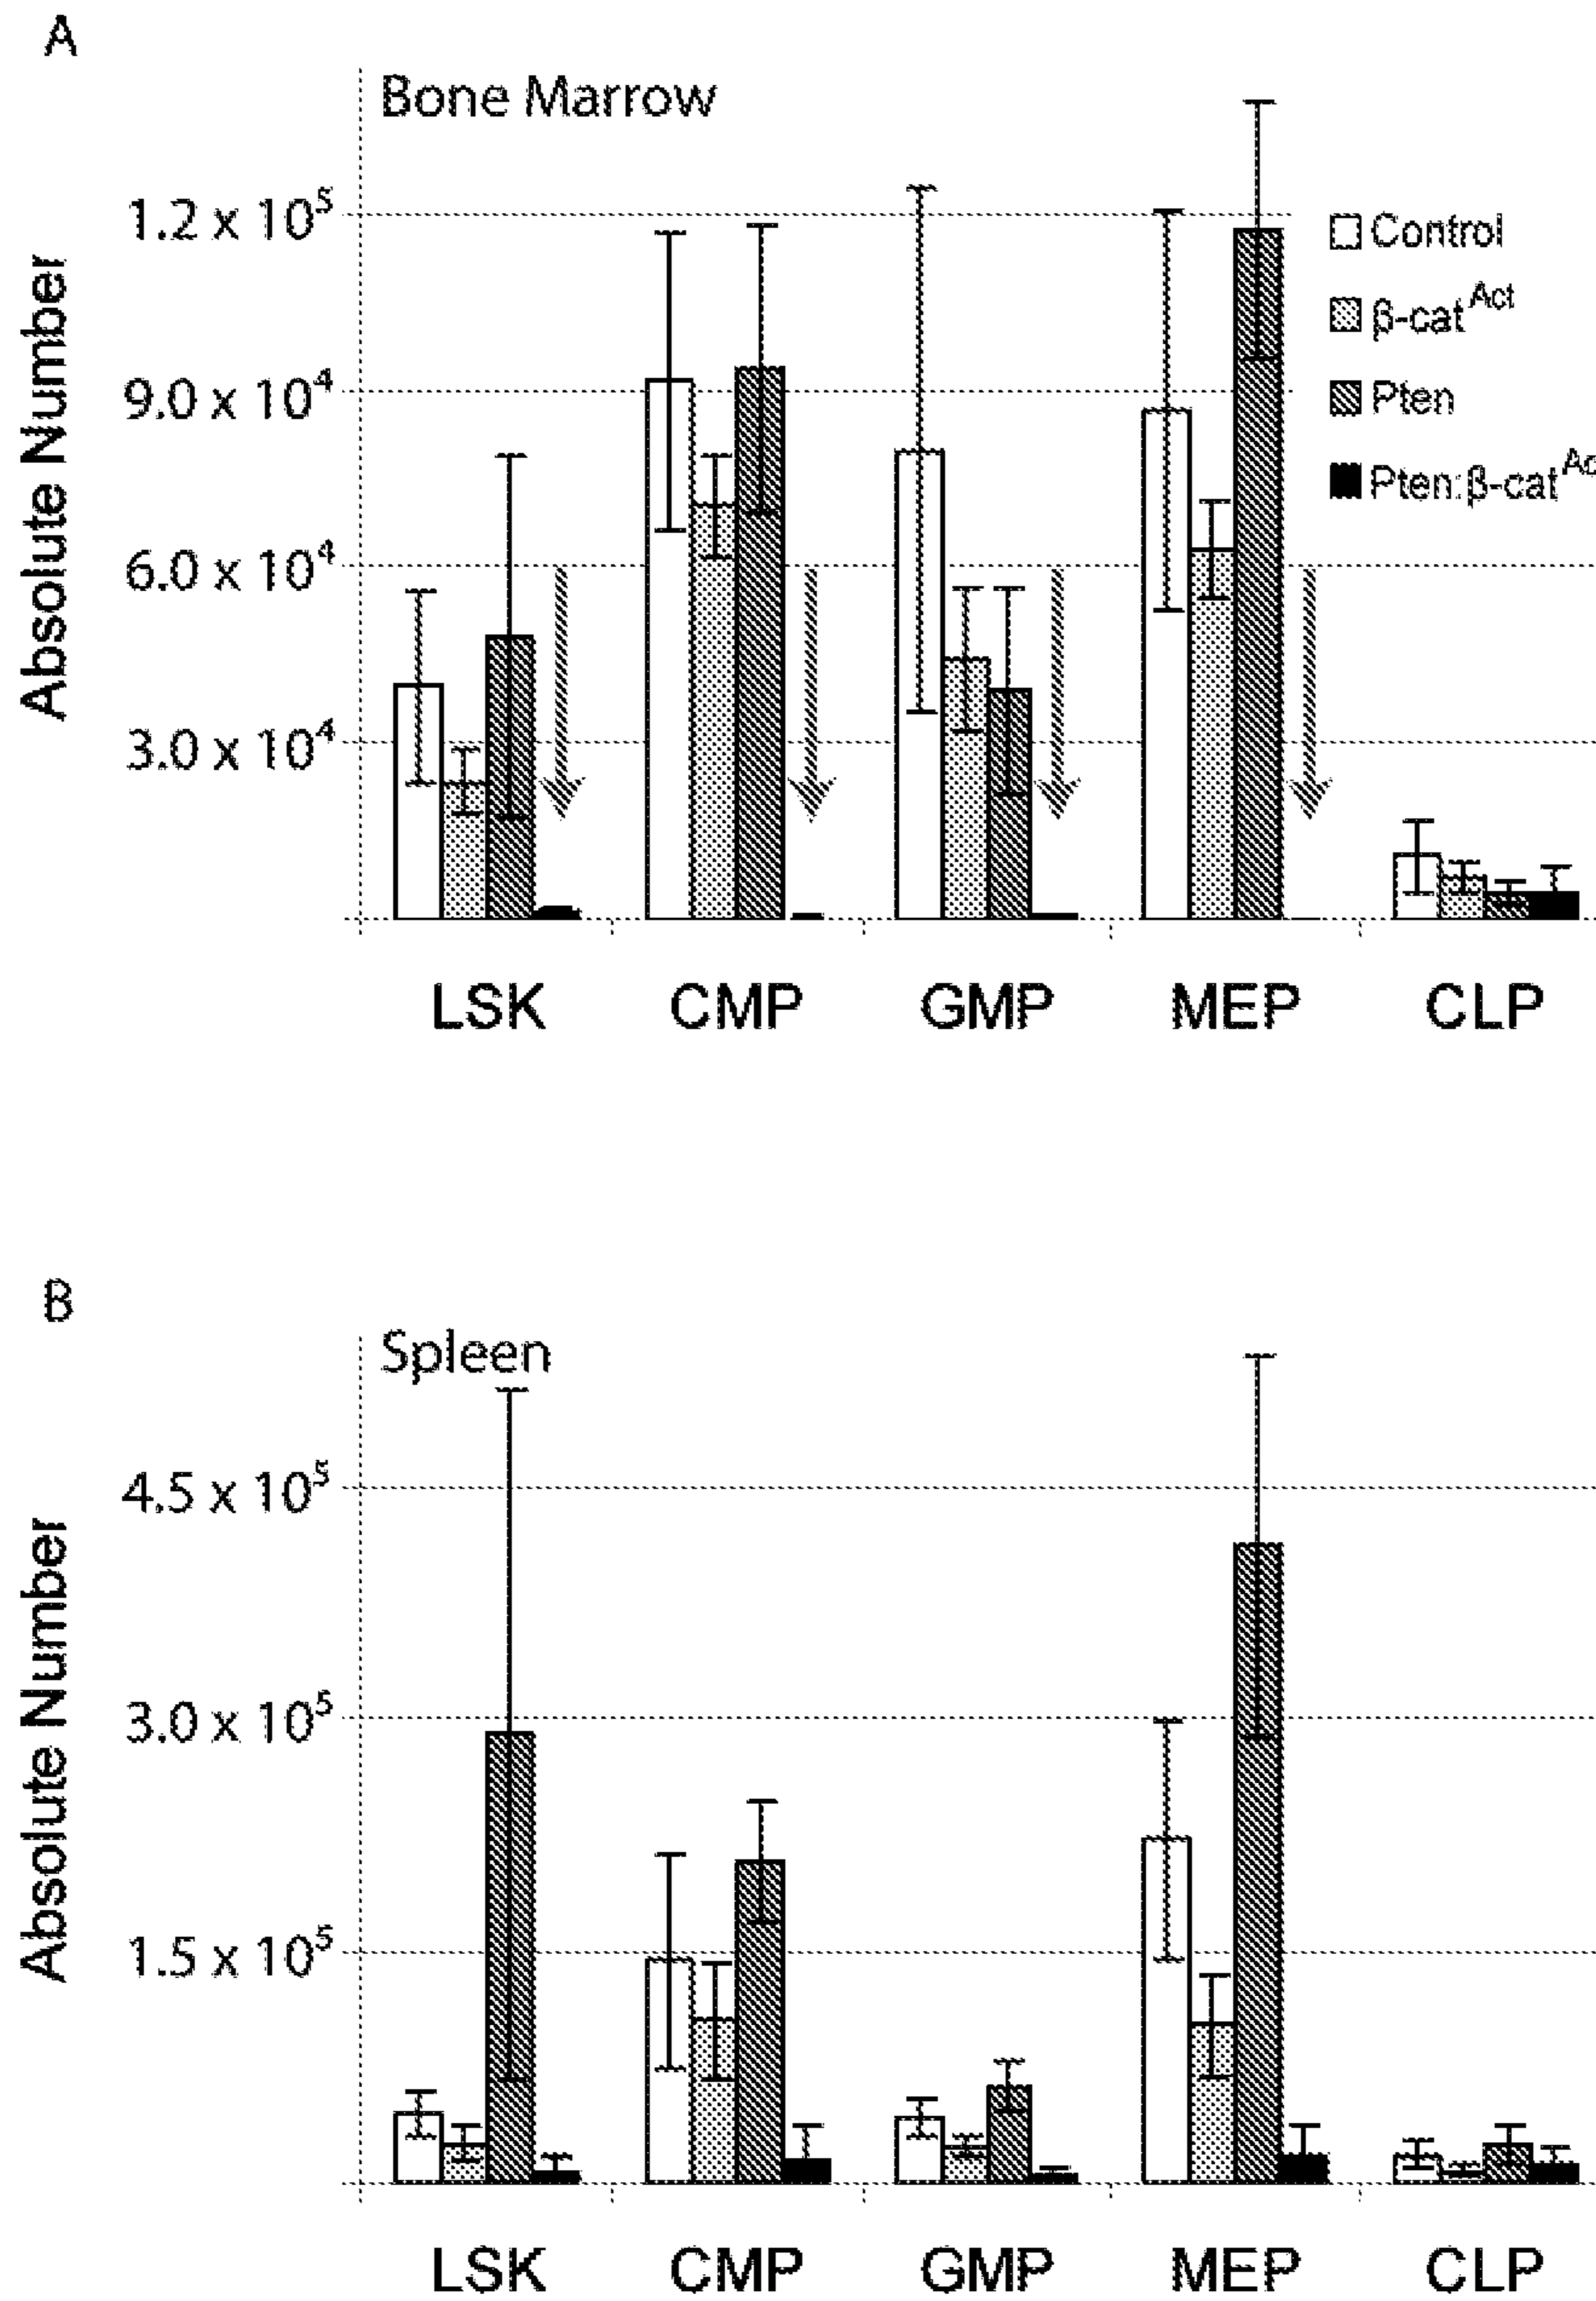 A
Bone Marrow
Absolute Number
1.2 x 10⁵
9.0 x 10⁴
6.0 x 10⁴
3.0 x 10⁴
Control
β-cat^Act
Pten
Pten:β-cat^Ac
LSK CMP GMP MEP CLP
B
Spleen
Absolute Number
4.5 x 10⁵
3.0 x 10⁵
1.5 x 10⁵
LSK CMP GMP MEP CLP